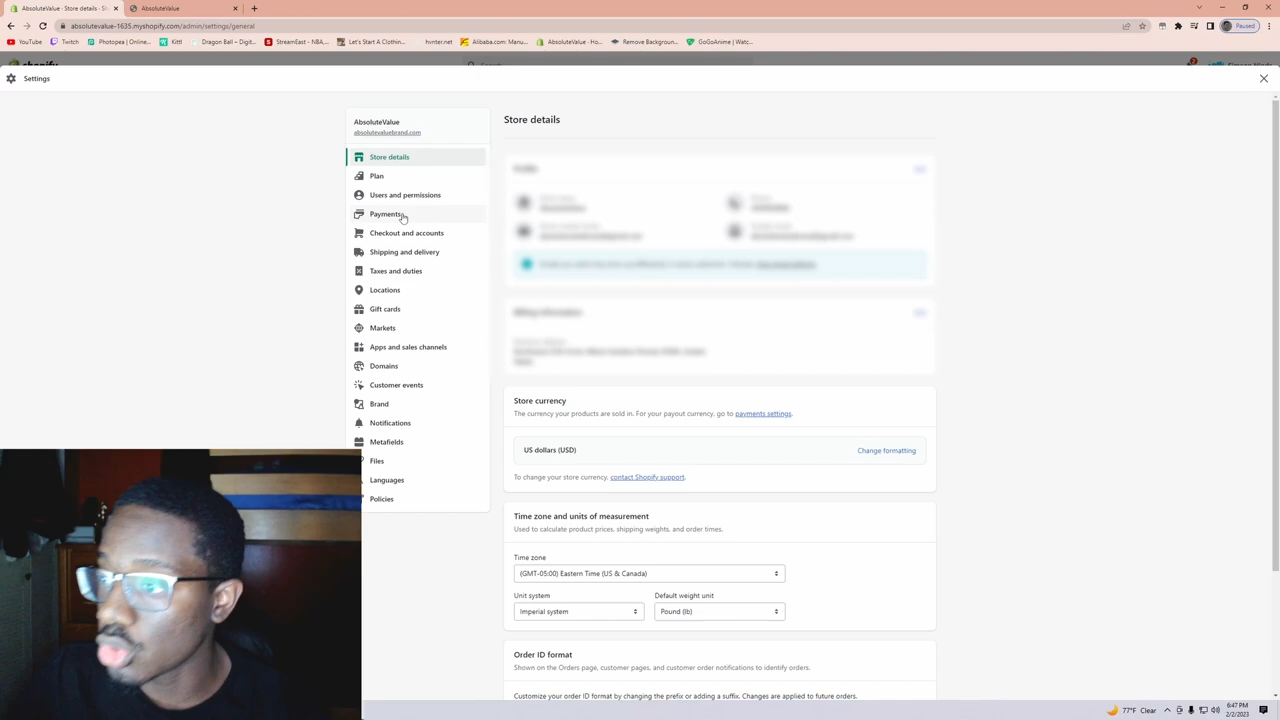 AbsoluteValue - Store details - S
AbsoluteValue
absolutevalue-1635.myshopify.com/admin/settings/general
Paused
YouTube
Twitch
Photopea | Online...
Kittl
Dragon Ball – Digit...
StreamEast - NBA,...
Let's Start A Clothin...
hvinter.net
Alibaba.com: Manu...
AbsoluteValue · Ho...
Remove Backgroun...
GoGoAnime | Watc...
Settings
AbsoluteValue
absolutevaluebrand.com
Store details
Plan
Users and permissions
Payments
Checkout and accounts
Shipping and delivery
Taxes and duties
Locations
Gift cards
Markets
Apps and sales channels
Domains
Customer events
Brand
Notifications
Metafields
Files
Languages
Policies
Store details
Store currency
The currency your products are sold in. For your payout currency, go to payments settings.
US dollars (USD)
Change formatting
To change your store currency, contact Shopify support.
Time zone and units of measurement
Used to calculate product prices, shipping weights, and order times.
Time zone
(GMT-05:00) Eastern Time (US & Canada)
Unit system
Default weight unit
Imperial system
Pound (lb)
Order ID format
Shown on the Orders page, customer pages, and customer order notifications to identify orders.
Customize your order ID format by changing the prefix or adding a suffix. Changes are applied to future orders.
77°F Clear
6:47 PM
2/2/2023